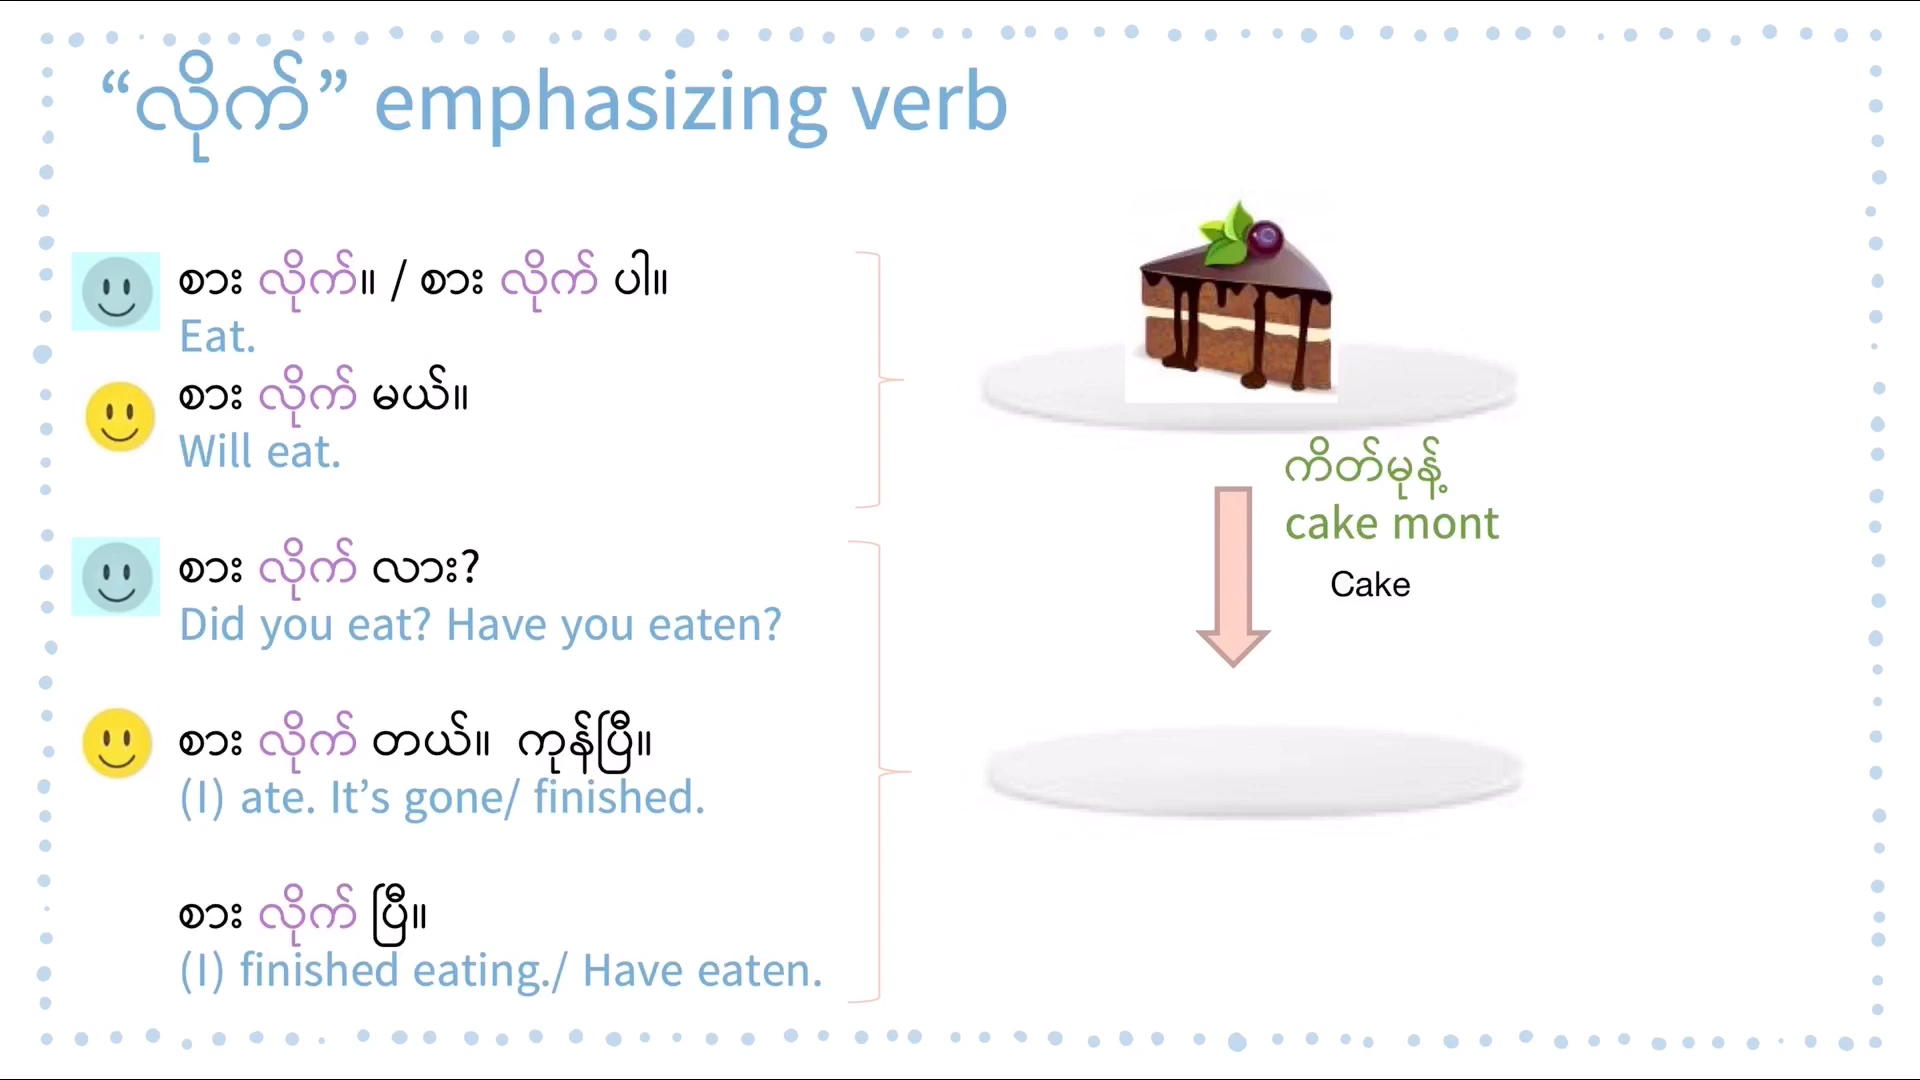 “လိုက်” emphasizing verb
စား လိုက်။ / စား လိုက် ပါ။
Eat.
စား လိုက် မယ်။
Will eat.
စား လိုက် လား?
Did you eat? Have you eaten?
စား လိုက် တယ်။ ကုန်ပြီ။
(I) ate. It’s gone/ finished.
စား လိုက် ပြီ။
(I) finished eating./ Have eaten.
ကိတ်မုန့်
cake mont
Cake